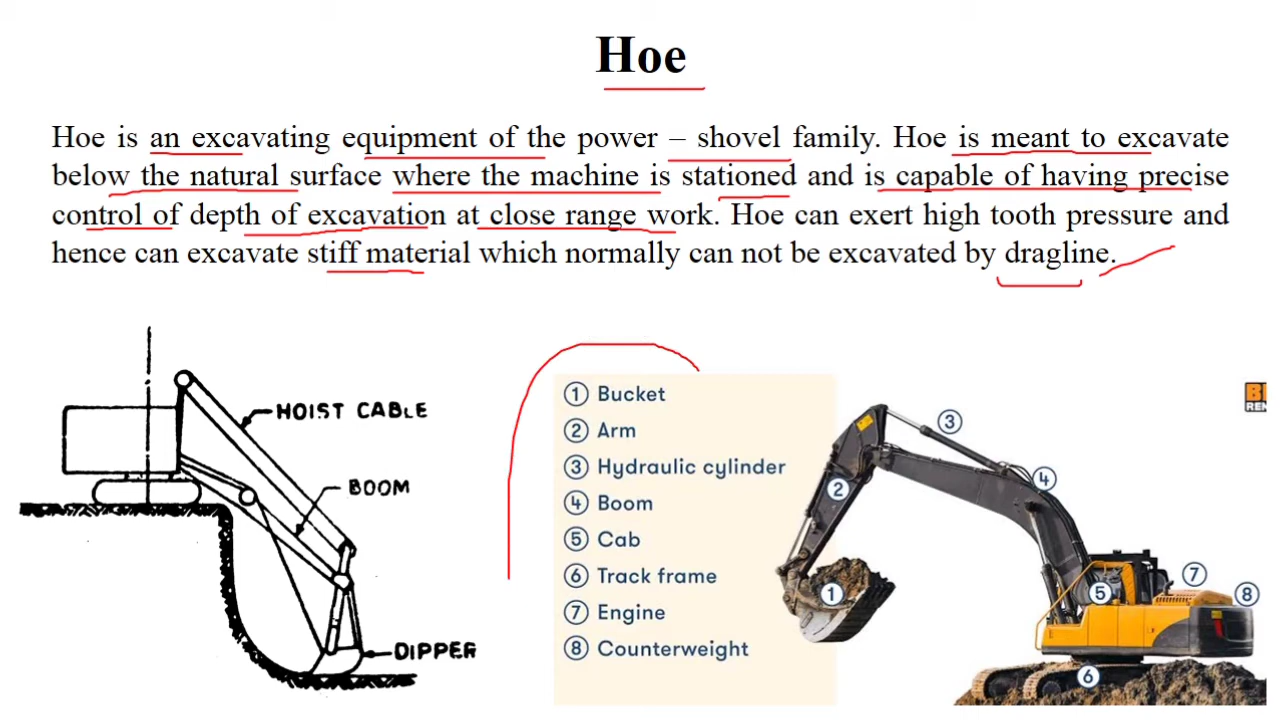 Hoe
Hoe is an excavating equipment of the power – shovel family. Hoe is meant to excavate
below the natural surface where the machine is stationed and is capable of having precise
control of depth of excavation at close range work. Hoe can exert high tooth pressure and
hence can excavate stiff material which normally can not be excavated by dragline.
HOIST CABLE
BOOM
DIPPER
1 Bucket
2 Arm
3 Hydraulic cylinder
4 Boom
5 Cab
6 Track frame
7 Engine
8 Counterweight
3
4
2
1
5
7
8
6